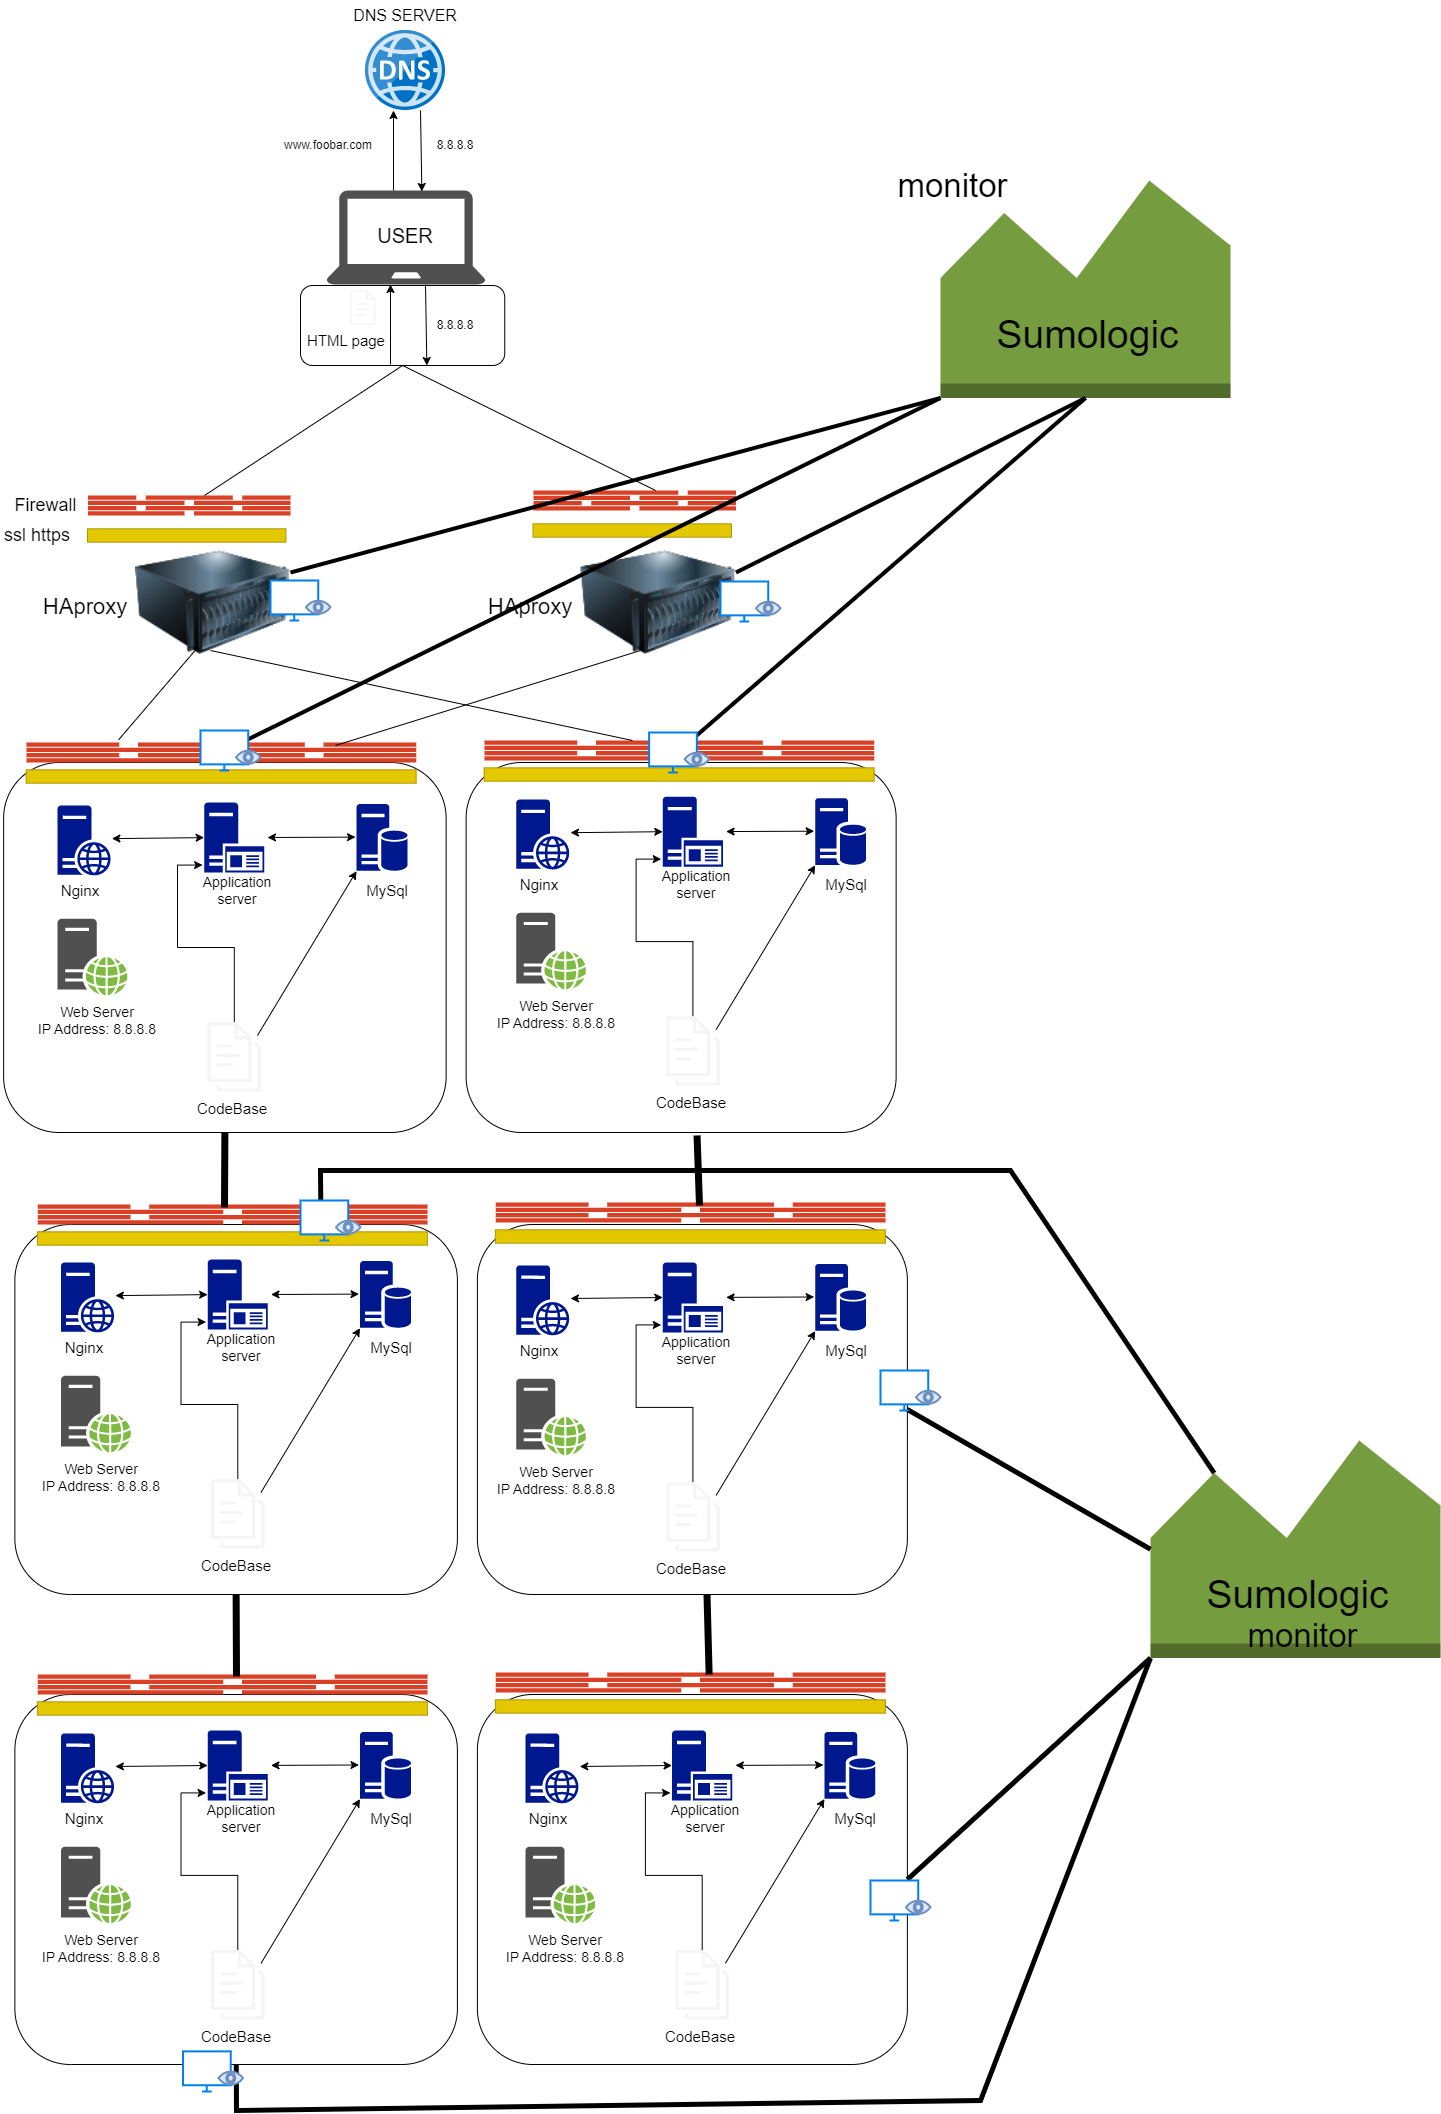 DNS SERVER
DNS
www.foobar.com
8.8.8.8
USER
8.8.8.8
HTML page
monitor
Sumologic
Firewall
ssl https
HAproxy
HAproxy
Nginx
Application
server
MySql
Web Server
IP Address: 8.8.8.8
CodeBase
Nginx
Application
server
MySql
Web Server
IP Address: 8.8.8.8
CodeBase
Nginx
Application
server
MySql
Web Server
IP Address: 8.8.8.8
CodeBase
Nginx
Application
server
MySql
Web Server
IP Address: 8.8.8.8
CodeBase
Sumologic
monitor
Nginx
Application
server
MySql
Web Server
IP Address: 8.8.8.8
CodeBase
Nginx
Application
server
MySql
Web Server
IP Address: 8.8.8.8
CodeBase